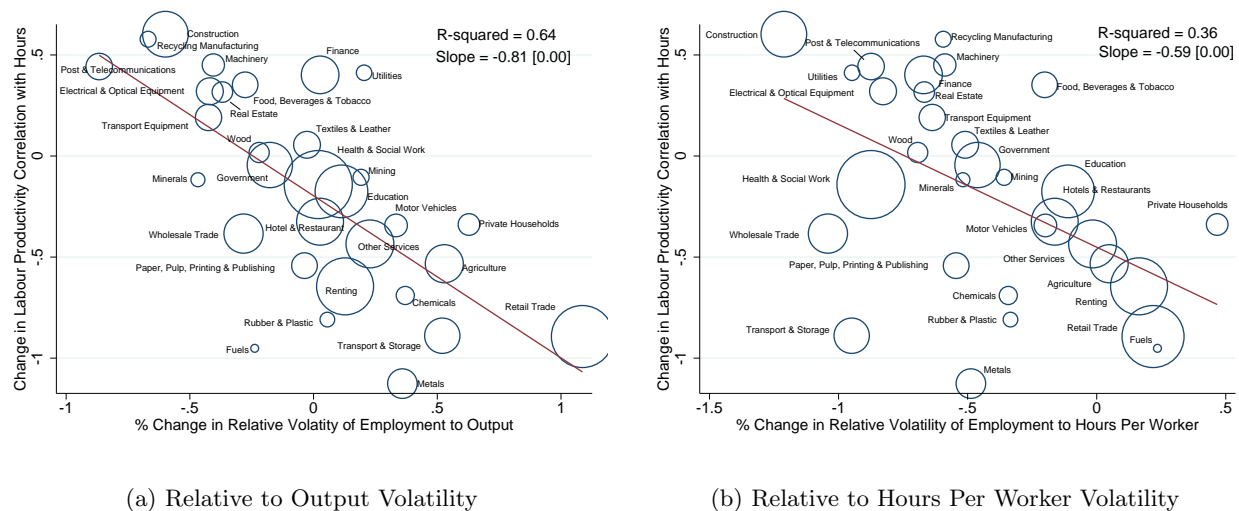 Change in Labour Productivity Correlation with Hours
R-squared = 0.64
Slope = -0.81 [0.00]
.5
0
-.5
-1
Construction
Recycling Manufacturing
Machinery
Finance
Post & Telecommunications
Utilities
Electrical & Optical Equipment
Food, Beverages & Tobacco
Real Estate
Transport Equipment
Textiles & Leather
Wood
Health & Social Work
Minerals
Government
Mining
Education
Motor Vehicles
Wholesale Trade
Hotel & Restaurant
Private Households
Other Services
Paper, Pulp, Printing & Publishing
Agriculture
Renting
Chemicals
Retail Trade
Rubber & Plastic
Fuels
Transport & Storage
Metals
-1
-.5
0
.5
1
% Change in Relative Volatity of Employment to Output
(a) Relative to Output Volatility
Change in Labour Productivity Correlation with Hours
R-squared = 0.36
Slope = -0.59 [0.00]
.5
0
-.5
-1
Construction
Post & Telecommunications
Recycling Manufacturing
Machinery
Utilities
Finance
Electrical & Optical Equipment
Real Estate
Food, Beverages & Tobacco
Transport Equipment
Textiles & Leather
Wood
Government
Health & Social Work
Minerals
Mining
Education
Hotels & Restaurants
Private Households
Wholesale Trade
Motor Vehicles
Other Services
Paper, Pulp, Printing & Publishing
Agriculture
Chemicals
Renting
Rubber & Plastic
Transport & Storage
Retail Trade
Fuels
Metals
-1.5
-1
-.5
0
.5
% Change in Relative Volatility of Employment to Hours Per Worker
(b) Relative to Hours Per Worker Volatility